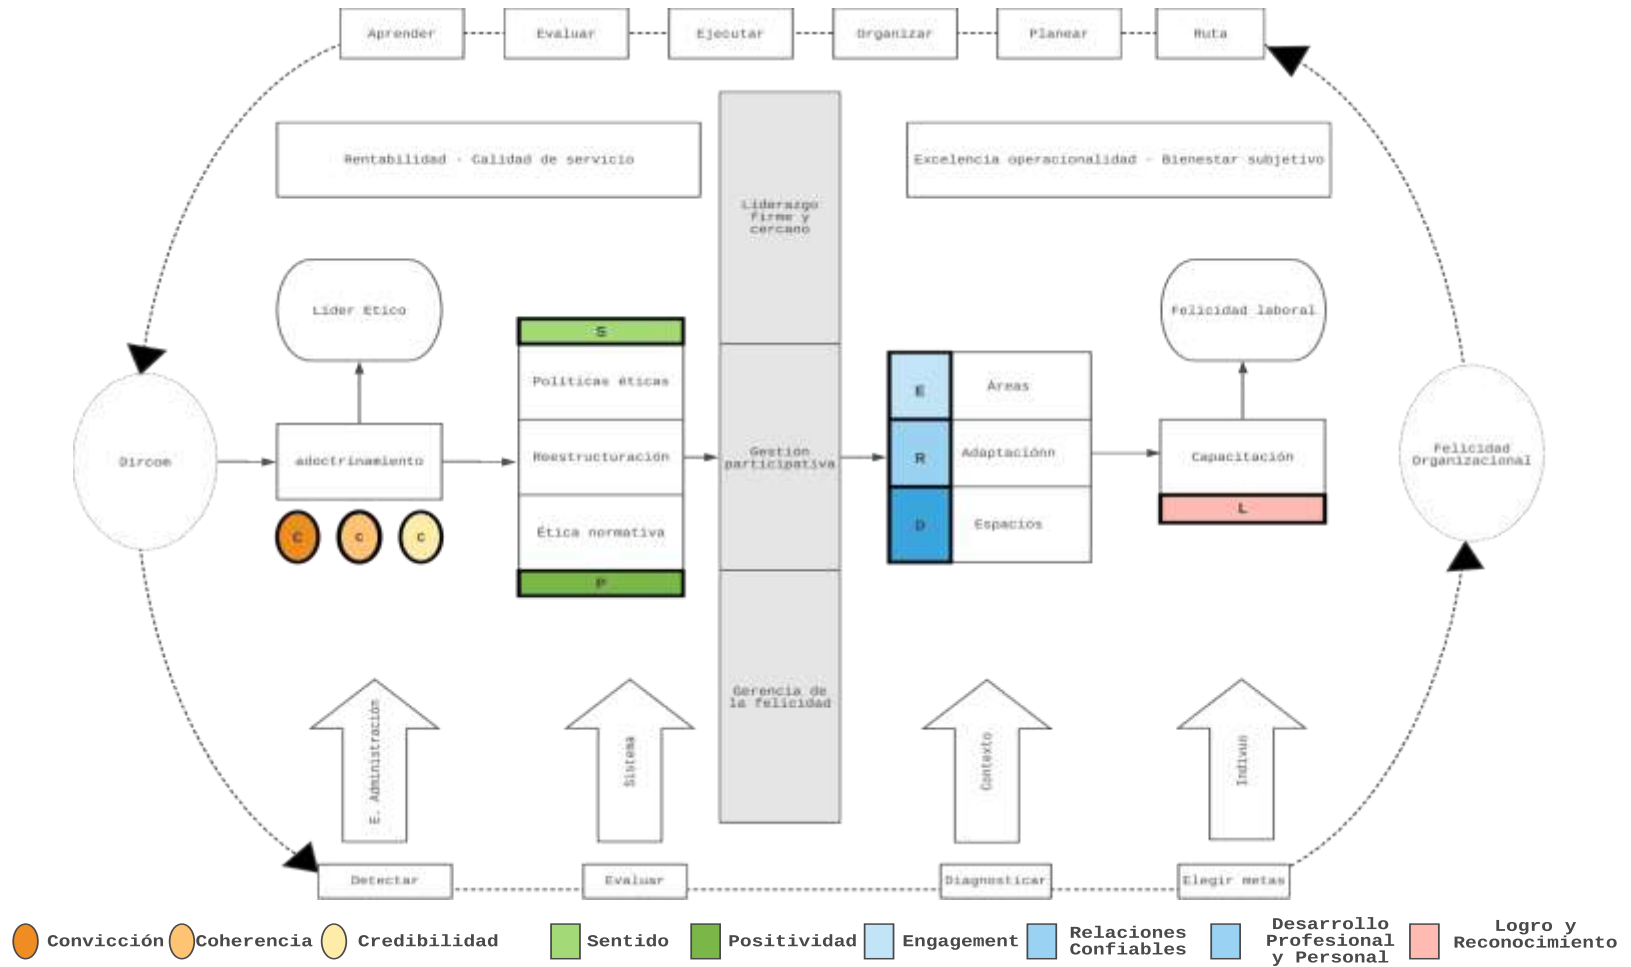 Aprender
Evaluar
Ejecutar
Organizar
Planear
Ruta
Rentabilidad - Calidad de servicio
Excelencia operacionalidad - Bienestar subjetivo
Liderazgo
firme y
cercano
Líder Ético
Felicidad laboral
S
Políticas éticas
Reestructuración
Ética normativa
P
Dircom
adoctrinamiento
C
C
C
Gestión
participativa
E
Áreas
R
Adaptaciónn
D
Espacios
Capacitación
L
Felicidad
Organizacional
Gerencia de
la felicidad
E. Administración
Sistema
Contexto
Indivuo
Detectar
Evaluar
Diagnosticar
Elegir metas
Convicción
Coherencia
Credibilidad
Sentido
Positividad
Engagement
Relaciones
Confiables
Desarrollo
Profesional
y Personal
Logro y
Reconocimiento